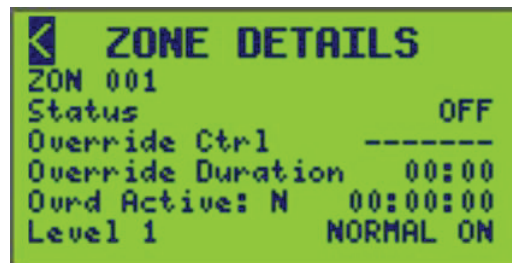 < ZONE DETAILS
ZON 001
Status OFF
Override Ctrl -------
Override Duration 00:00
Ovrd Active: N 00:00:00
Level 1 NORMAL ON